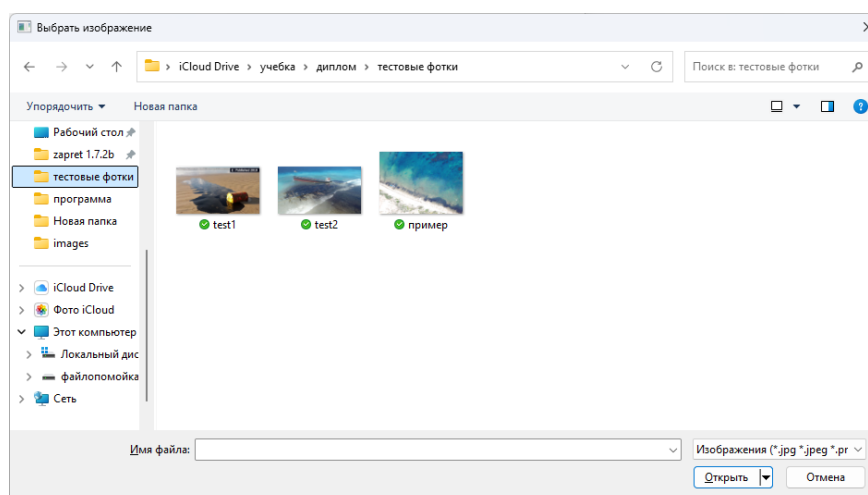 Выбрать изображение
iCloud Drive > учебка > диплом > тестовые фотки
Поиск в: тестовые фотки
Упорядочить
Новая папка
Рабочий стол
zapret 1.7.2b
тестовые фотки
программа
Новая папка
images
iCloud Drive
Фото iCloud
Этот компьютер
Локальный дис
файлопомойка
Сеть
test1
test2
пример
Имя файла:
Изображения (*.jpg *.jpeg *.pr
Открыть
Отмена